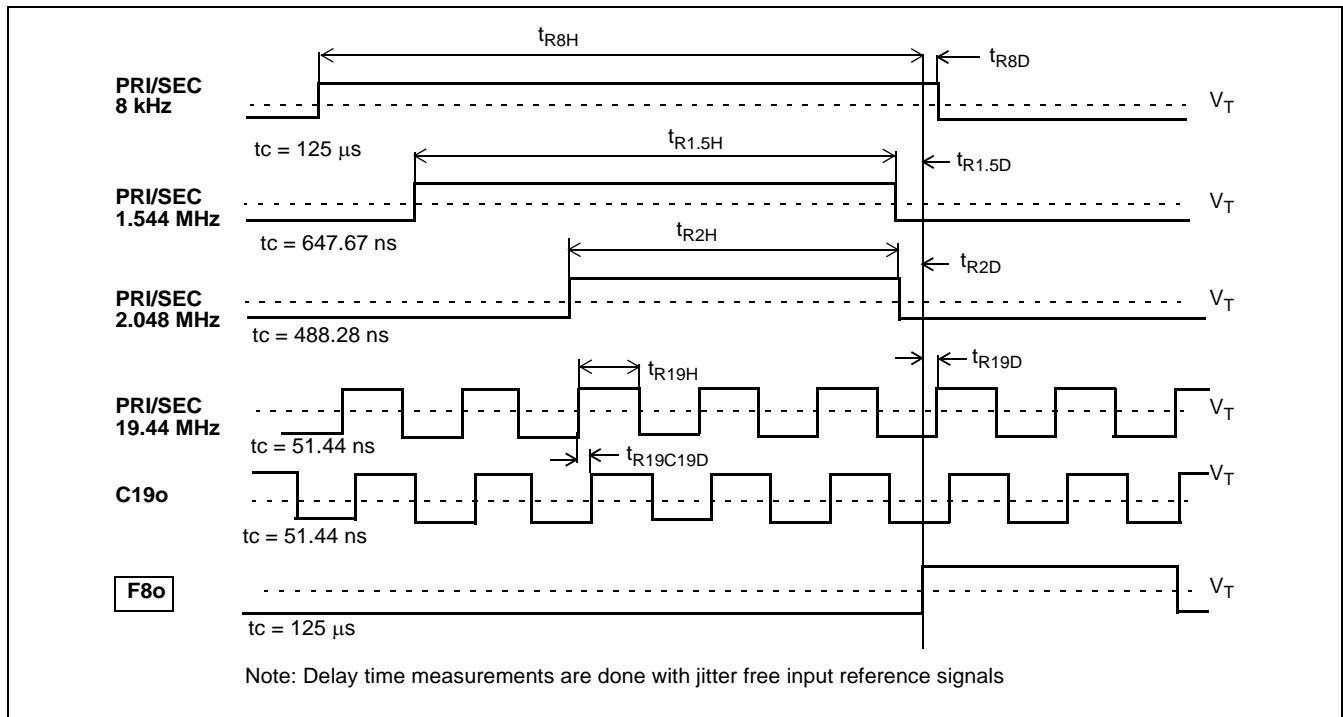 tR8H
tR8D
PRI/SEC
8 kHz
VT
tc = 125 μs
tR1.5H
tR1.5D
PRI/SEC
1.544 MHz
VT
tc = 647.67 ns
tR2H
tR2D
PRI/SEC
2.048 MHz
VT
tc = 488.28 ns
tR19H
tR19D
PRI/SEC
19.44 MHz
VT
tc = 51.44 ns
tR19C19D
C19o
VT
tc = 51.44 ns
F8o
VT
tc = 125 μs
Note: Delay time measurements are done with jitter free input reference signals